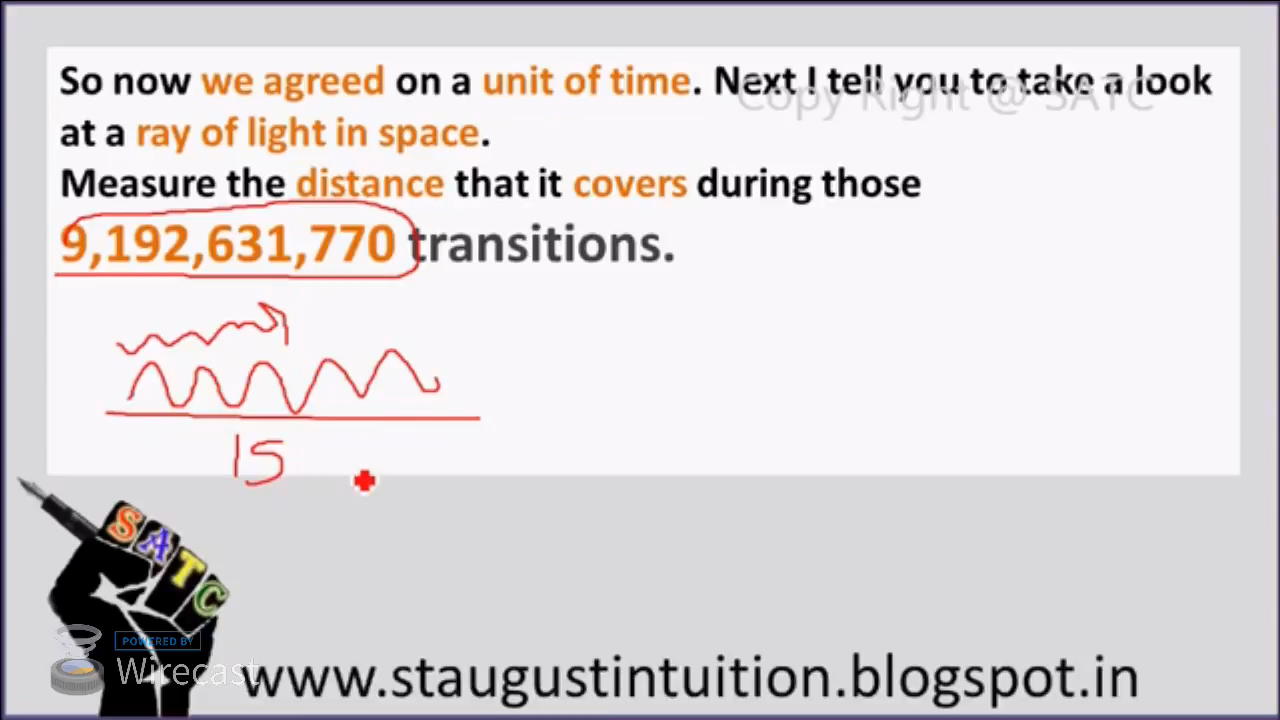 So now we agreed on a unit of time. Next I tell you to take a look
Copy Right @ SATC
at a ray of light in space.
Measure the distance that it covers during those
9,192,631,770 transitions.
1S
SATC
POWERED BY
Wirecast
www.staugustintuition.blogspot.in